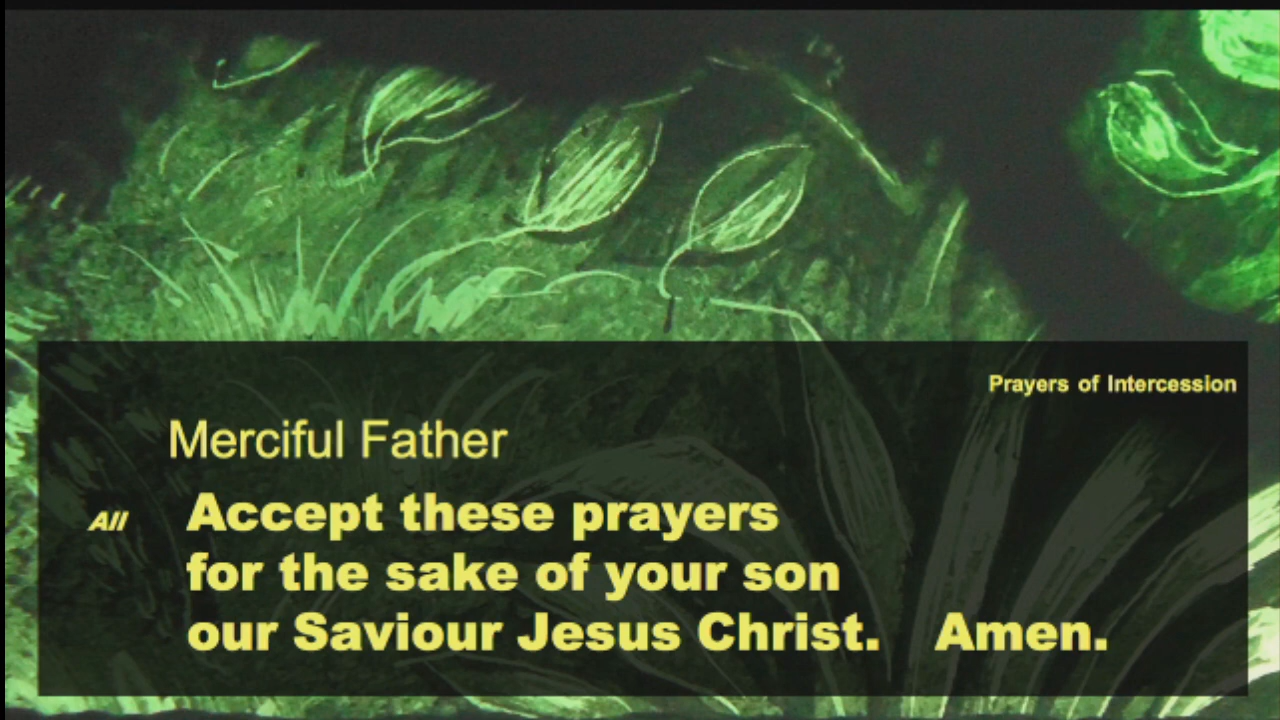 Prayers of Intercession
Merciful Father
All Accept these prayers
for the sake of your son
our Saviour Jesus Christ. Amen.